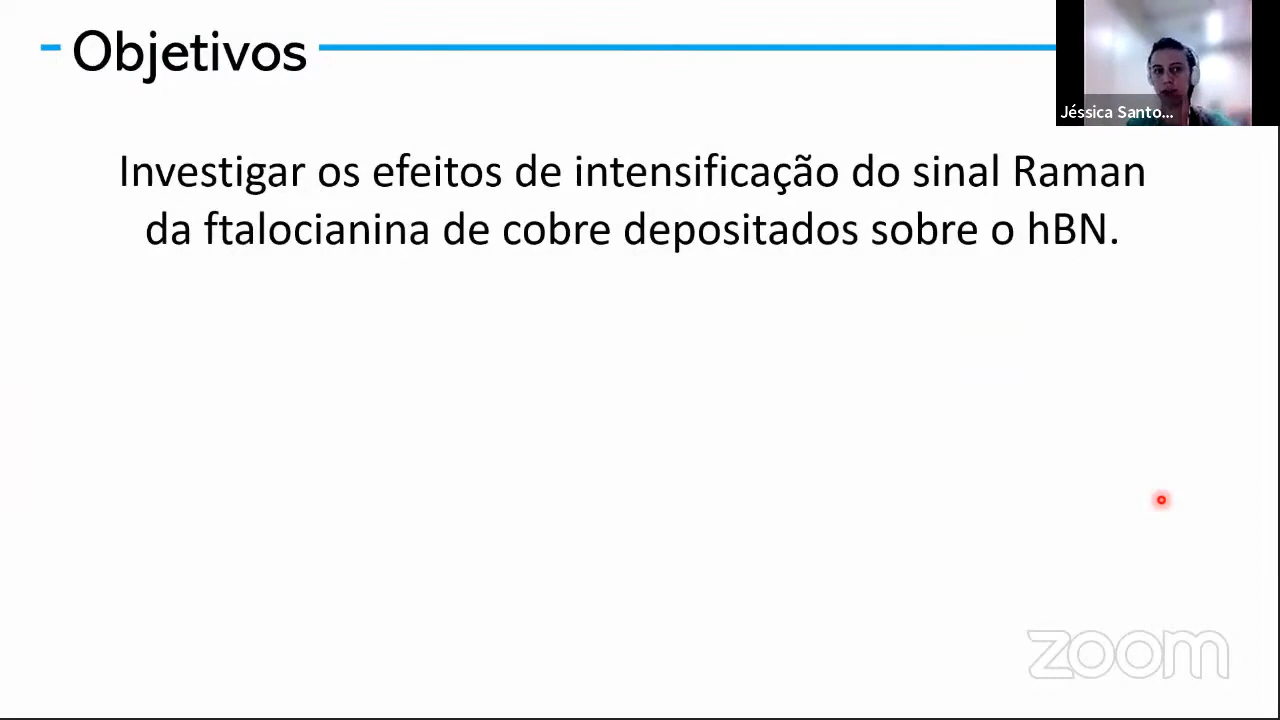 Objetivos
Jéssica Santo...
Investigar os efeitos de intensificação do sinal Raman
da ftalocianina de cobre depositados sobre o hBN.
zoom